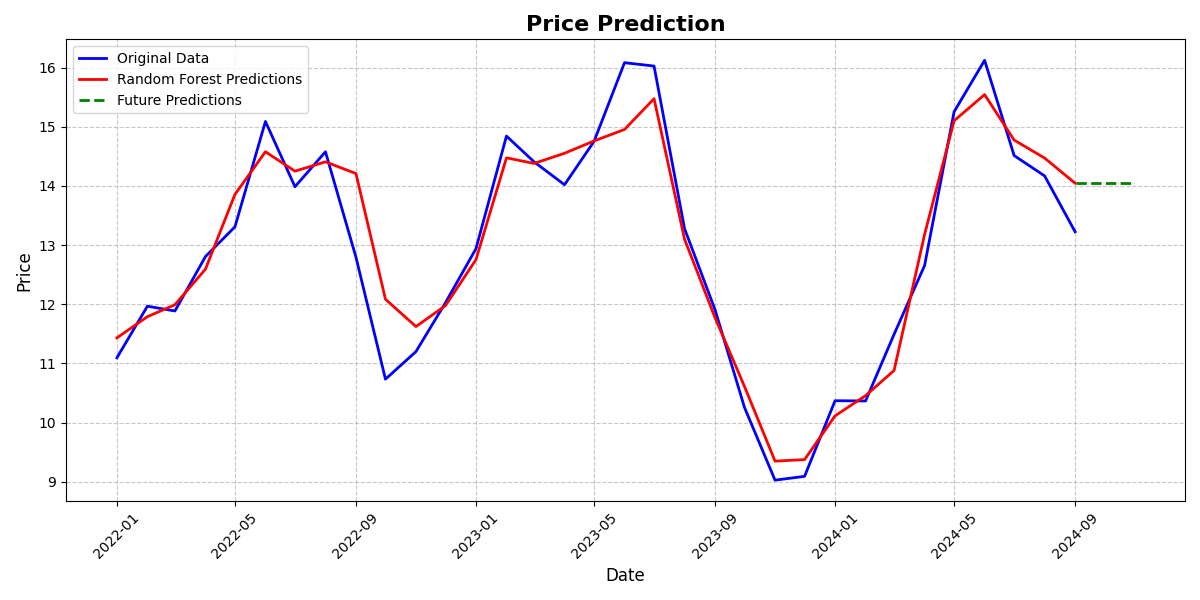 Price Prediction
Original Data
Random Forest Predictions
Future Predictions
Price
16
15
14
13
12
11
10
9
2022-01
2022-05
2022-09
2023-01
2023-05
2023-09
2024-01
2024-05
2024-09
Date